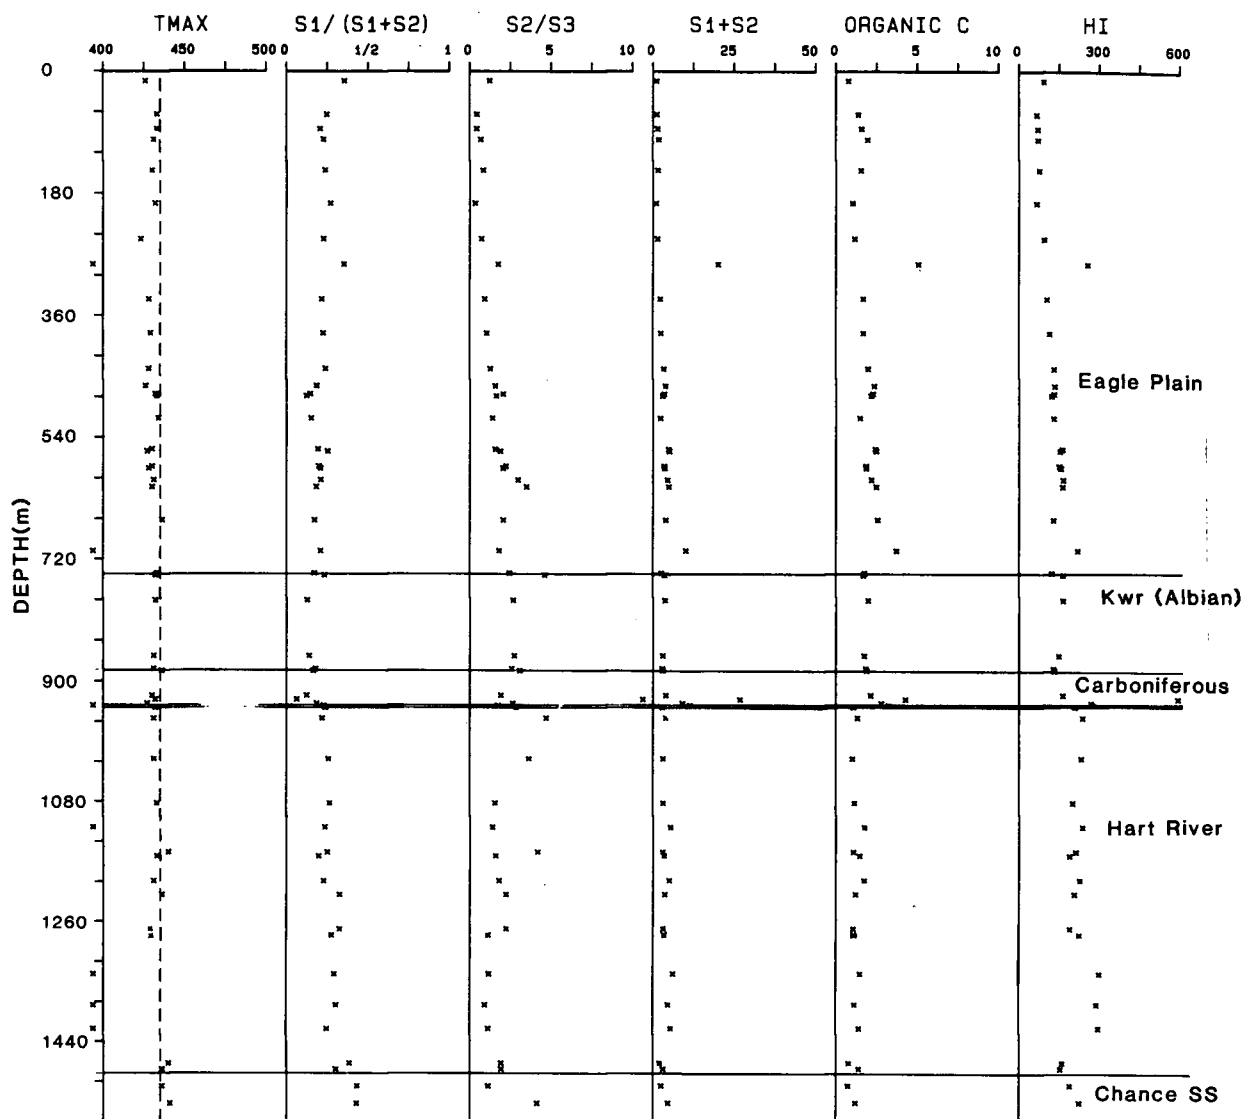 TMAX S1/(S1+S2) S2/S3 S1+S2 ORGANIC C HI
400 450 500 0 1/2 1 0 5 10 0 25 50 0 5 10 0 300 600
0
180
360
Eagle Plain
540
DEPTH(m)
720
Kwr (Albian)
900
Carboniferous
1080
Hart River
1260
1440
Chance SS